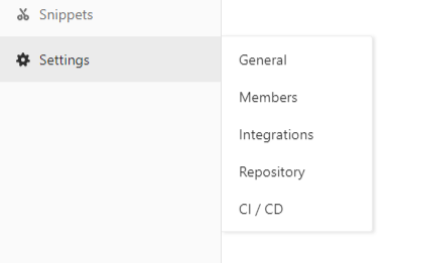 Snippets
Settings
General
Members
Integrations
Repository
CI / CD